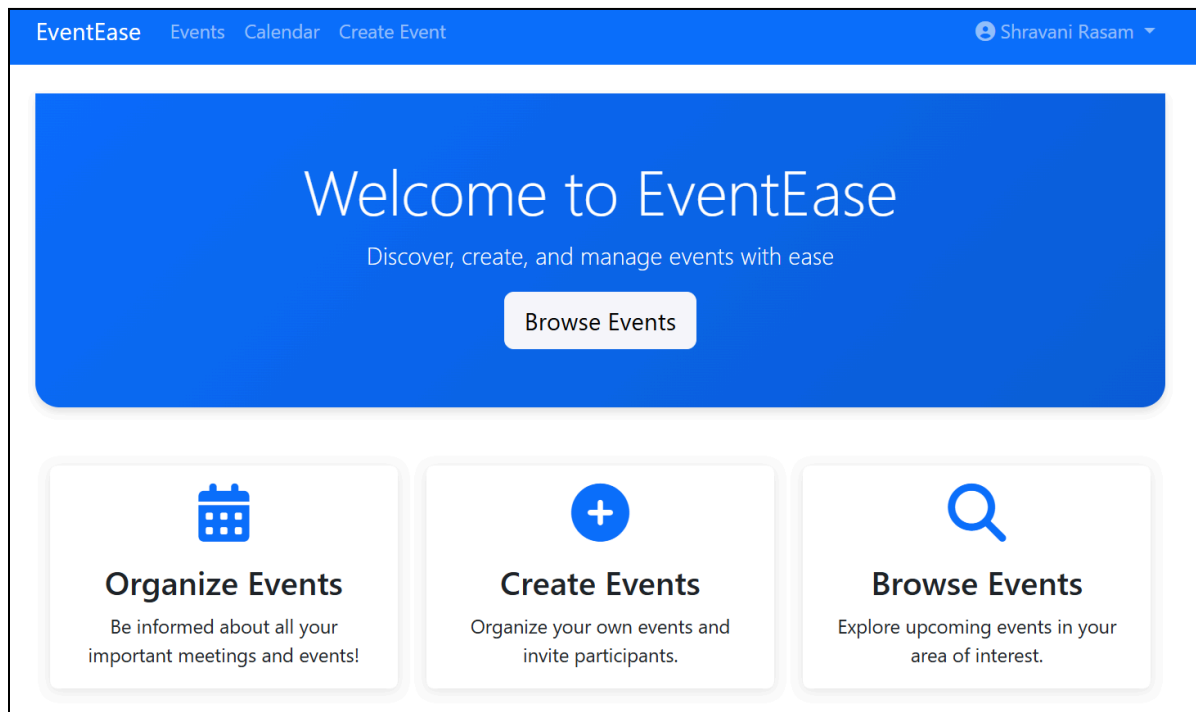 EventEase Events Calendar Create Event Shravani Rasam
Welcome to EventEase
Discover, create, and manage events with ease
Browse Events
Organize Events
Be informed about all your
important meetings and events!
Create Events
Organize your own events and
invite participants.
Browse Events
Explore upcoming events in your
area of interest.